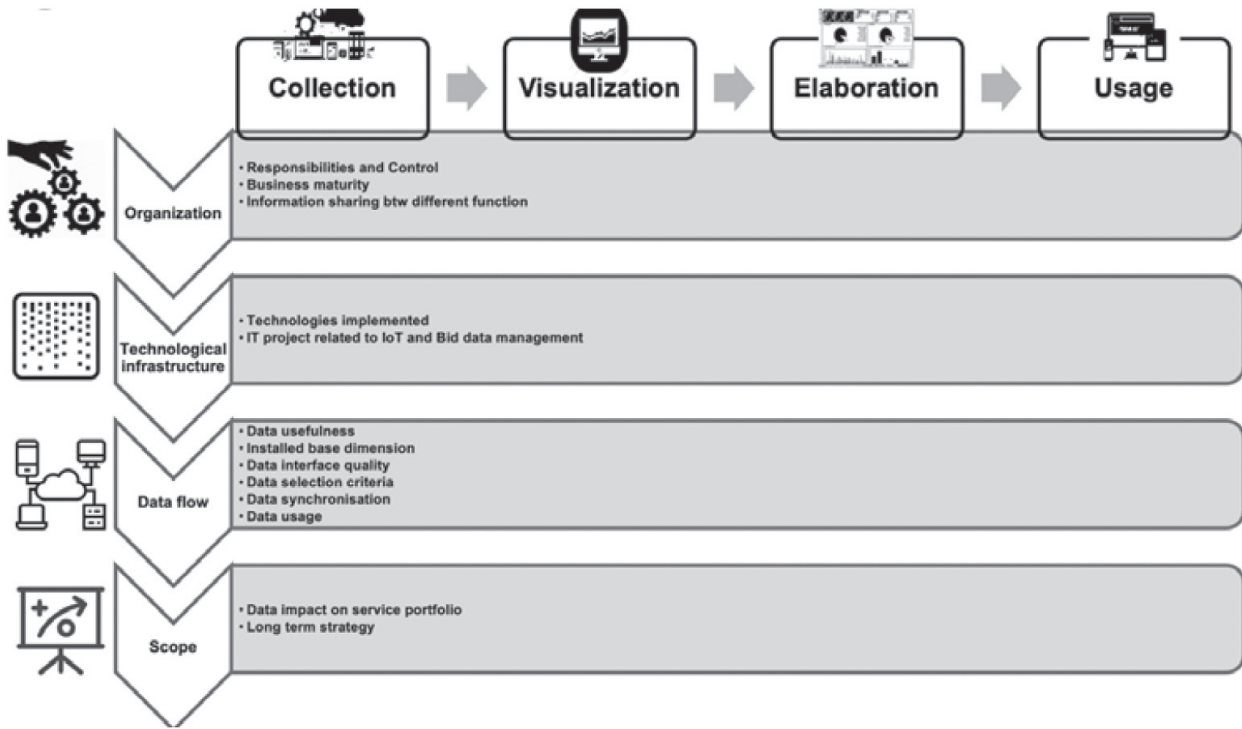 Collection
Visualization
Elaboration
Usage
Organization
• Responsibilities and Control
• Business maturity
• Information sharing btw different function
Technological
infrastructure
• Technologies implemented
• IT project related to IoT and Bid data management
Data flow
• Data usefulness
• Installed base dimension
• Data interface quality
• Data selection criteria
• Data synchronisation
• Data usage
Scope
• Data impact on service portfolio
• Long term strategy